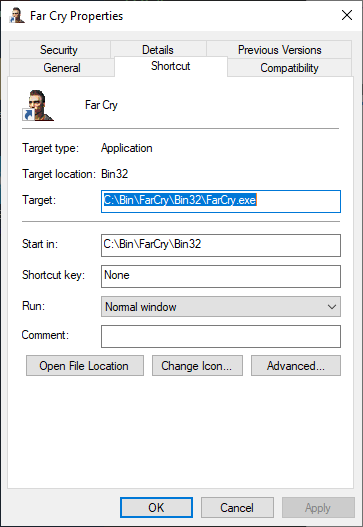 Far Cry Properties
Security Details Previous Versions
General Shortcut Compatibility
Far Cry
Target type: Application
Target location: Bin32
Target: C:\Bin\FarCry\Bin32\FarCry.exe
Start in: C:\Bin\FarCry\Bin32
Shortcut key: None
Run: Normal window
Comment:
Open File Location Change Icon... Advanced...
OK Cancel Apply